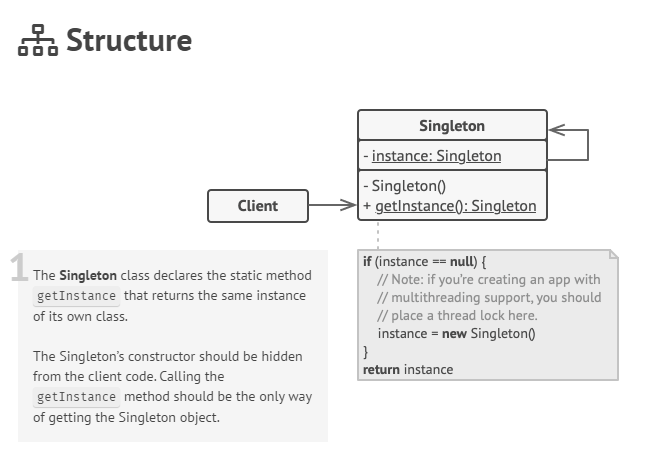 Structure
Singleton
- instance: Singleton
- Singleton()
+ getInstance(): Singleton
Client
1
The Singleton class declares the static method
getInstance that returns the same instance
of its own class.
The Singleton's constructor should be hidden
from the client code. Calling the
getInstance method should be the only way
of getting the Singleton object.
if (instance == null) {
// Note: if you're creating an app with
// multithreading support, you should
// place a thread lock here.
instance = new Singleton()
}
return instance